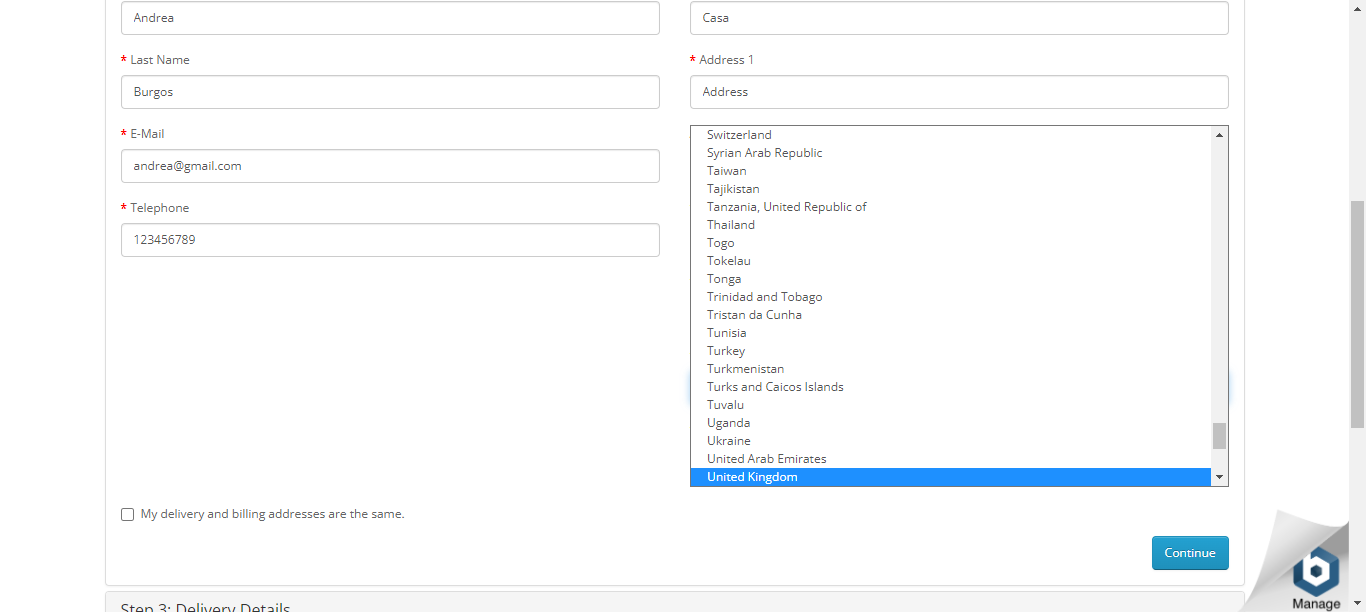 Andrea
Casa
* Last Name
* Address 1
Burgos
Address
* E-Mail
andrea@gmail.com
* Telephone
123456789
Switzerland
Syrian Arab Republic
Taiwan
Tajikistan
Tanzania, United Republic of
Thailand
Togo
Tokelau
Tonga
Trinidad and Tobago
Tristan da Cunha
Tunisia
Turkey
Turkmenistan
Turks and Caicos Islands
Tuvalu
Uganda
Ukraine
United Arab Emirates
United Kingdom
My delivery and billing addresses are the same.
Continue
Manage
Step 3: Delivery Details